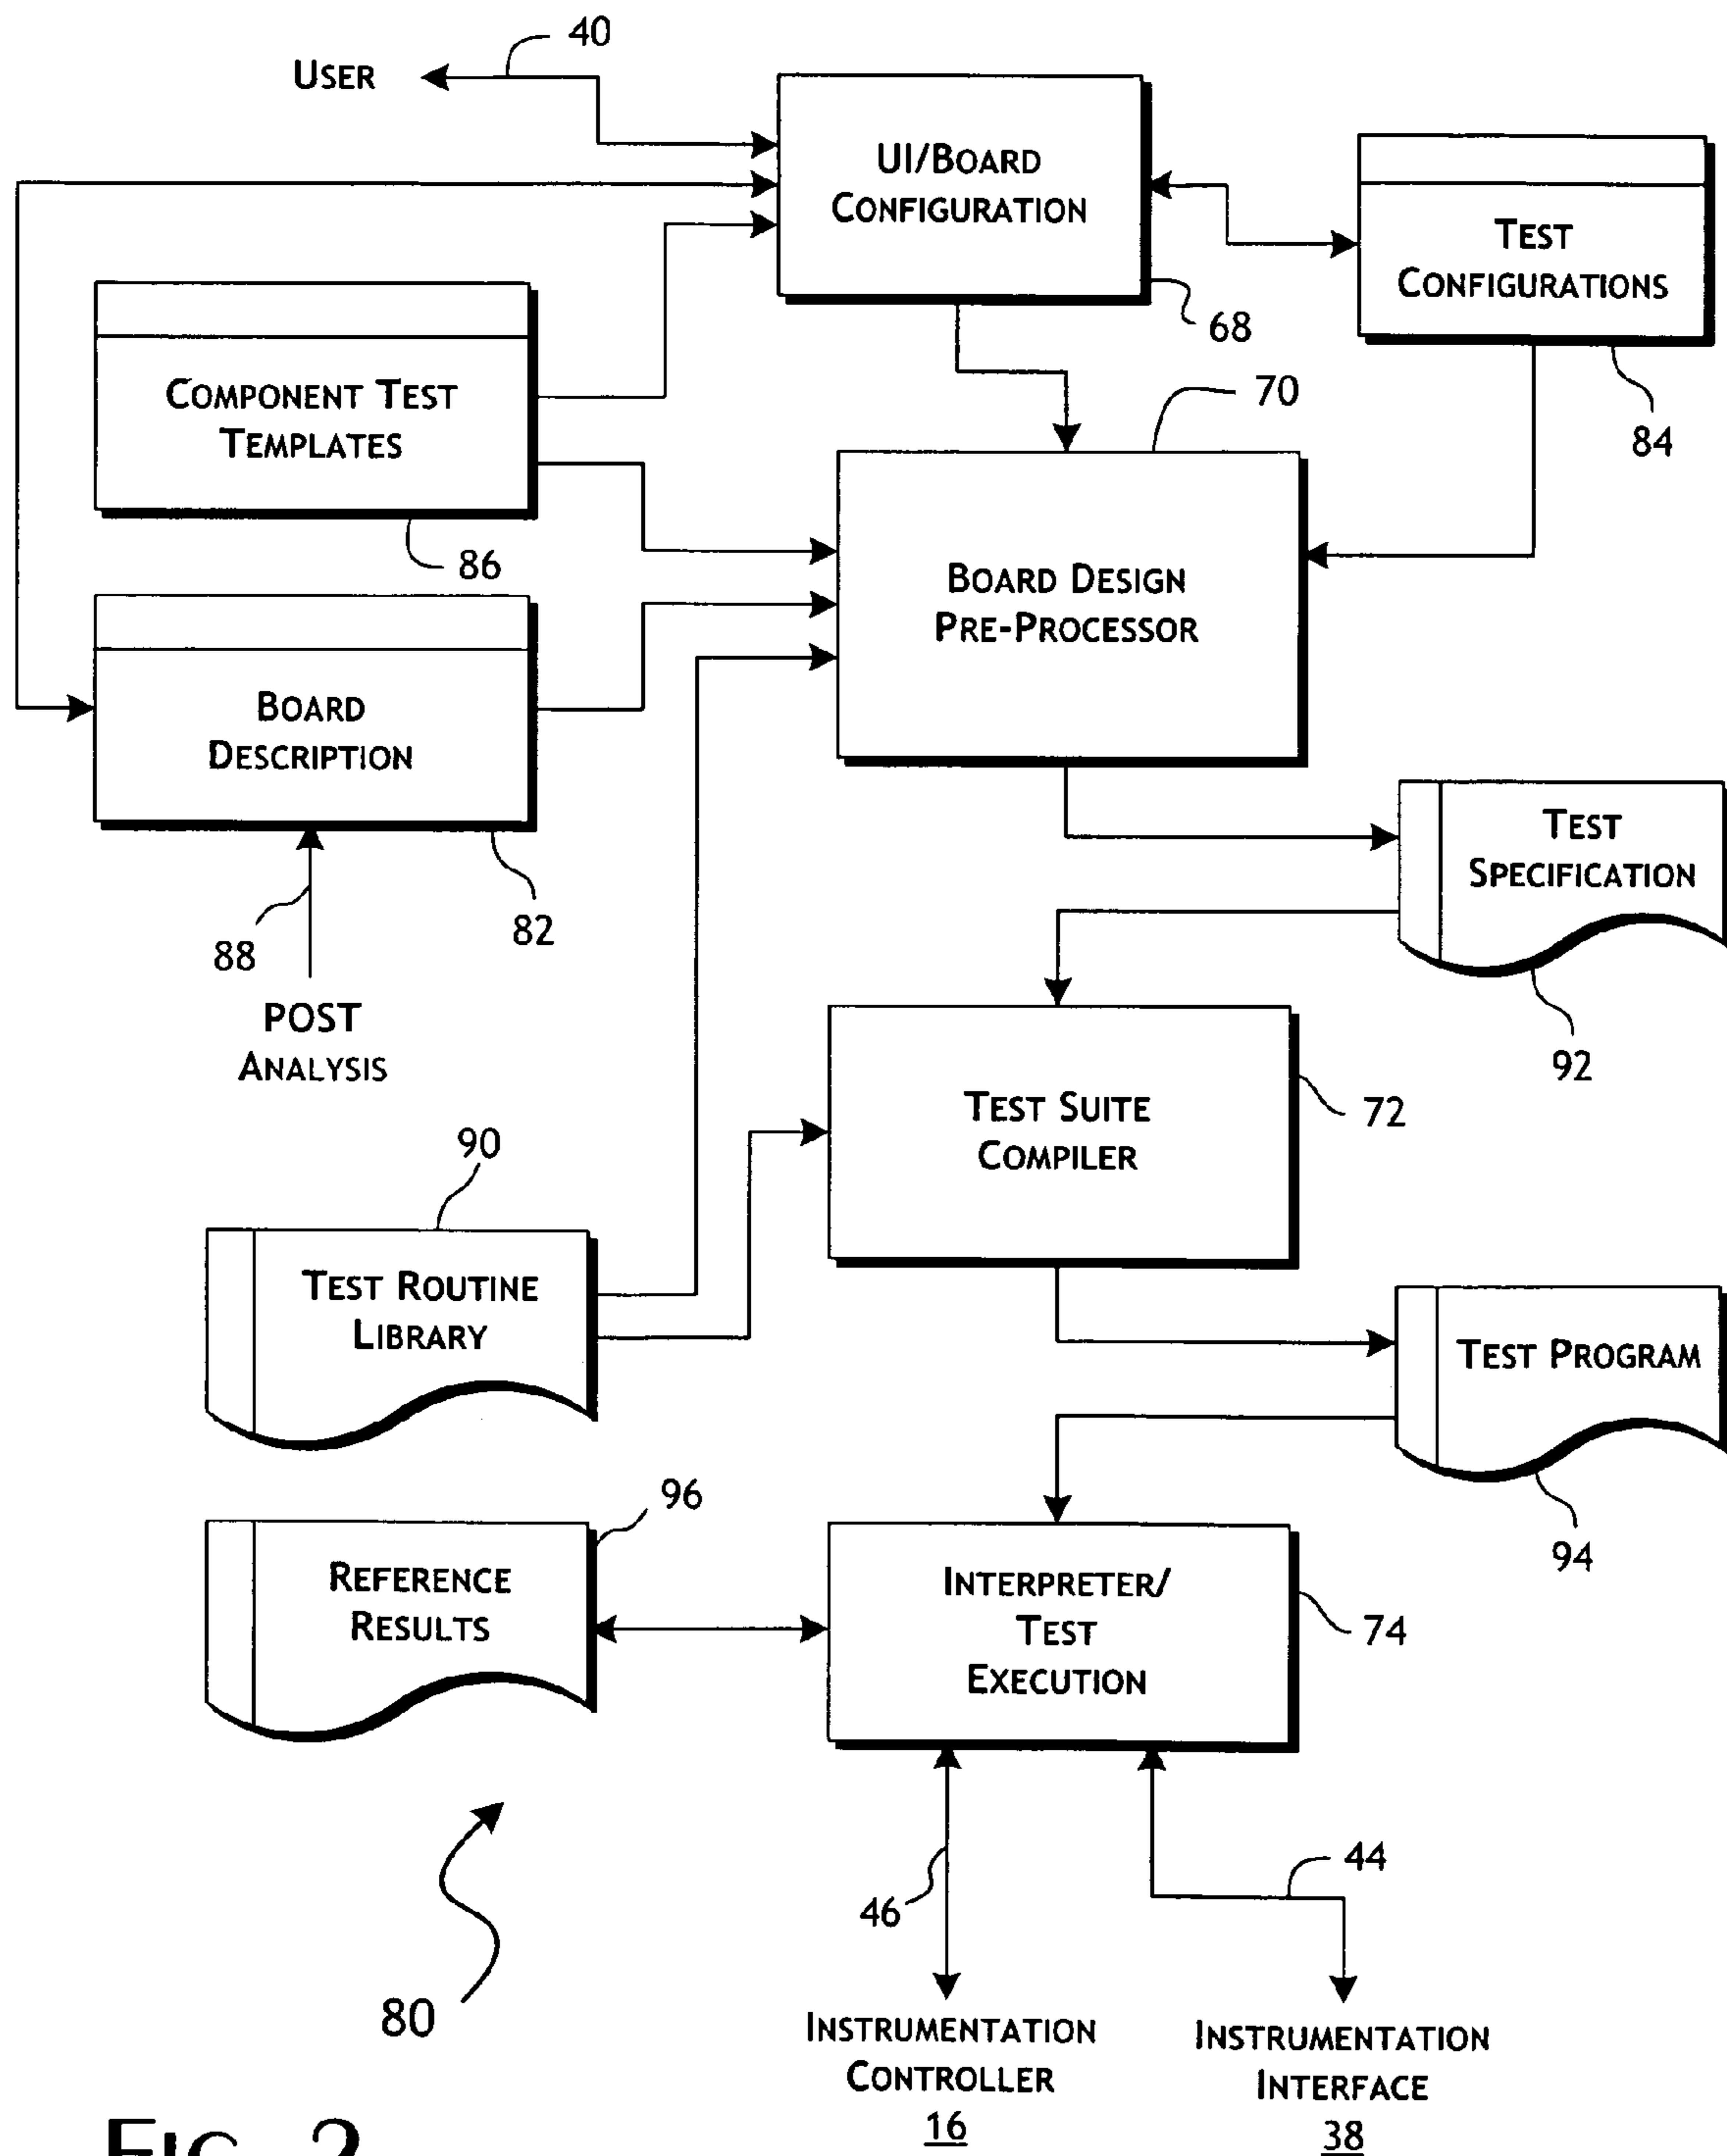 40
USER
UI/BOARD
CONFIGURATION
68
TEST
CONFIGURATIONS
84
COMPONENT TEST
TEMPLATES
86
70
BOARD DESIGN
PRE-PROCESSOR
BOARD
DESCRIPTION
82
88
POST
ANALYSIS
TEST
SPECIFICATION
92
TEST SUITE
COMPILER
72
90
TEST ROUTINE
LIBRARY
TEST PROGRAM
94
96
REFERENCE
RESULTS
INTERPRETER/
TEST
EXECUTION
74
46
44
80
INSTRUMENTATION
CONTROLLER
16
INSTRUMENTATION
INTERFACE
38
FIG. 2